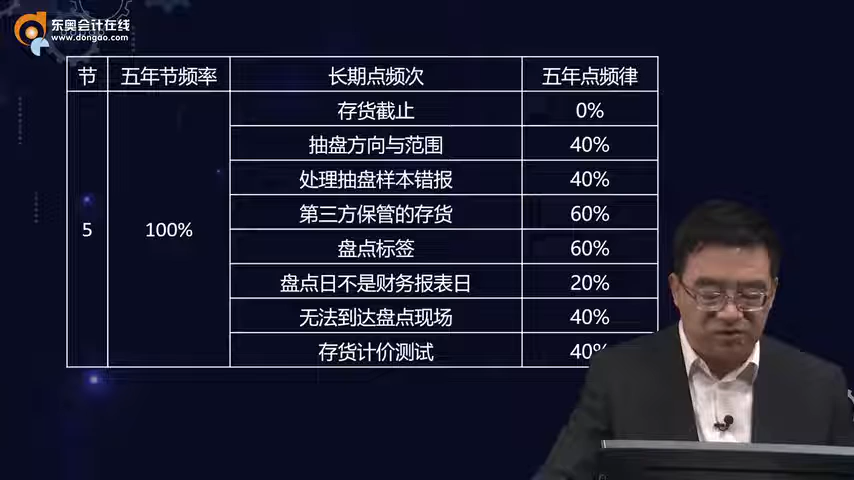 东奥会计在线
www.dongao.com
节 五年节频率 长期点频次 五年点频律
存货截止 0%
抽盘方向与范围 40%
处理抽盘样本错报 40%
第三方保管的存货 60%
5 100%
盘点标签 60%
盘点日不是财务报表日 20%
无法到达盘点现场 40%
存货计价测试 40%